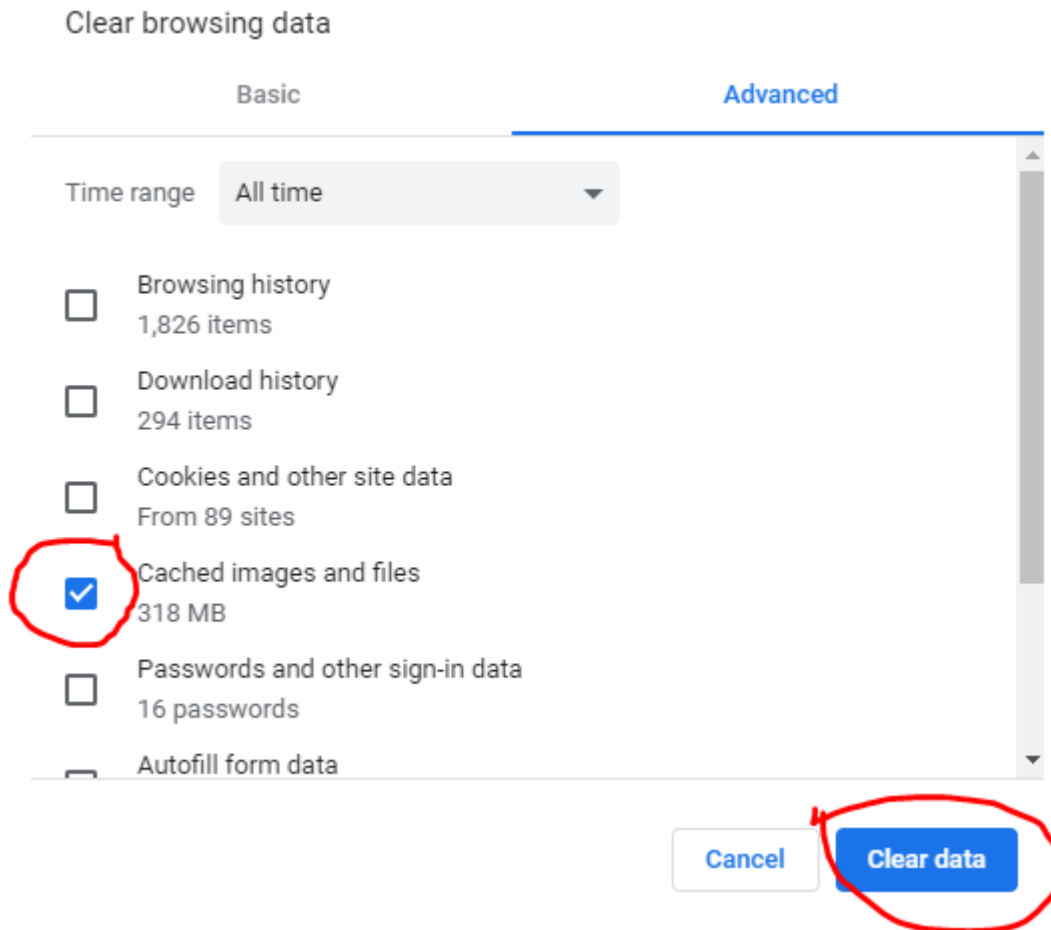 Clear browsing data
Basic
Advanced
Time range
All time
Browsing history
1,826 items
Download history
294 items
Cookies and other site data
From 89 sites
Cached images and files
318 MB
Passwords and other sign-in data
16 passwords
Autofill form data
Cancel
Clear data